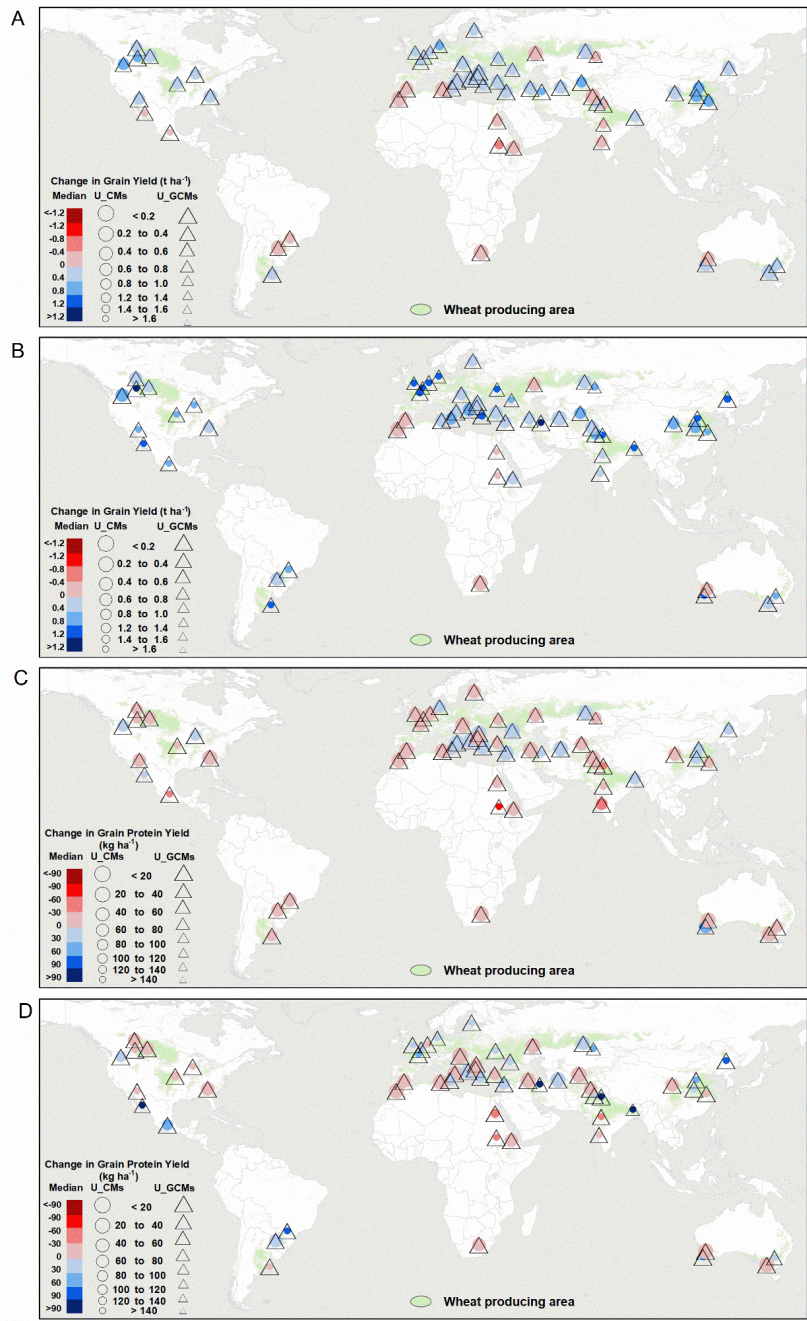 A
Change in Grain Yield (t ha-1)
Median U_CMs U_GCMs
<-1.2 < 0.2
-1.2 0.2 to 0.4
-0.8 0.4 to 0.6
-0.4 0.6 to 0.8
0 0.8 to 1.0
0.4 1.2 to 1.4
0.8 1.4 to 1.6
1.2 > 1.6
>1.2
Wheat producing area
B
Change in Grain Yield (t ha-1)
Median U_CMs U_GCMs
<-1.2 < 0.2
-1.2 0.2 to 0.4
-0.8 0.4 to 0.6
-0.4 0.6 to 0.8
0 0.8 to 1.0
0.4 1.2 to 1.4
0.8 1.4 to 1.6
1.2 > 1.6
>1.2
Wheat producing area
C
Change in Grain Protein Yield
(kg ha-1)
Median U_CMs U_GCMs
<-90 < 20
-90 20 to 40
-60 40 to 60
-30 60 to 80
0 80 to 100
30 100 to 120
60 120 to 140
90 > 140
>90
Wheat producing area
D
Change in Grain Protein Yield
(kg ha-1)
Median U_CMs U_GCMs
<-90 < 20
-90 20 to 40
-60 40 to 60
-30 60 to 80
0 80 to 100
30 100 to 120
60 120 to 140
90 > 140
>90
Wheat producing area